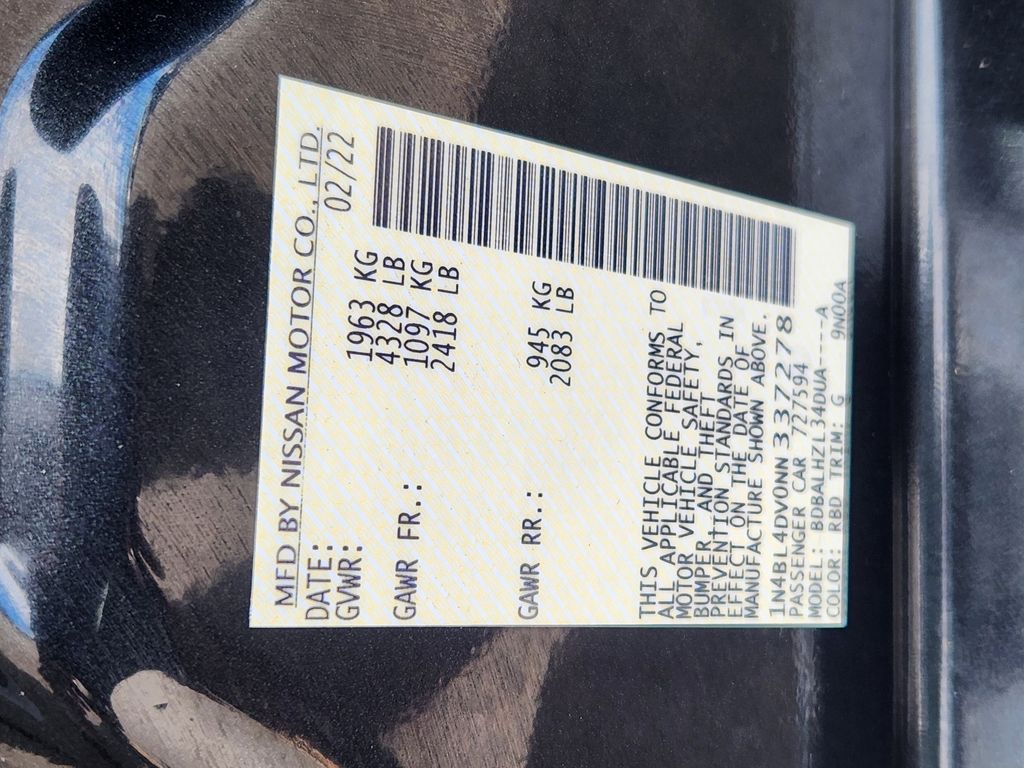 MFD BY NISSAN MOTOR CO., LTD.
DATE: 02/22
GVWR: 1963 KG
4328 LB
GAWR FR.: 1097 KG
2418 LB
GAWR RR.: 945 KG
2083 LB
THIS VEHICLE CONFORMS TO
ALL APPLICABLE FEDERAL
MOTOR VEHICLE SAFETY,
BUMPER, AND THEFT
PREVENTION STANDARDS IN
EFFECT ON THE DATE OF
MANUFACTURE SHOWN ABOVE.
1N4BL4DV0NN 337278
PASSENGER CAR 727594
MODEL: BDBALHZL34DUA----A
COLOR: RBD TRIM: G 9N00A